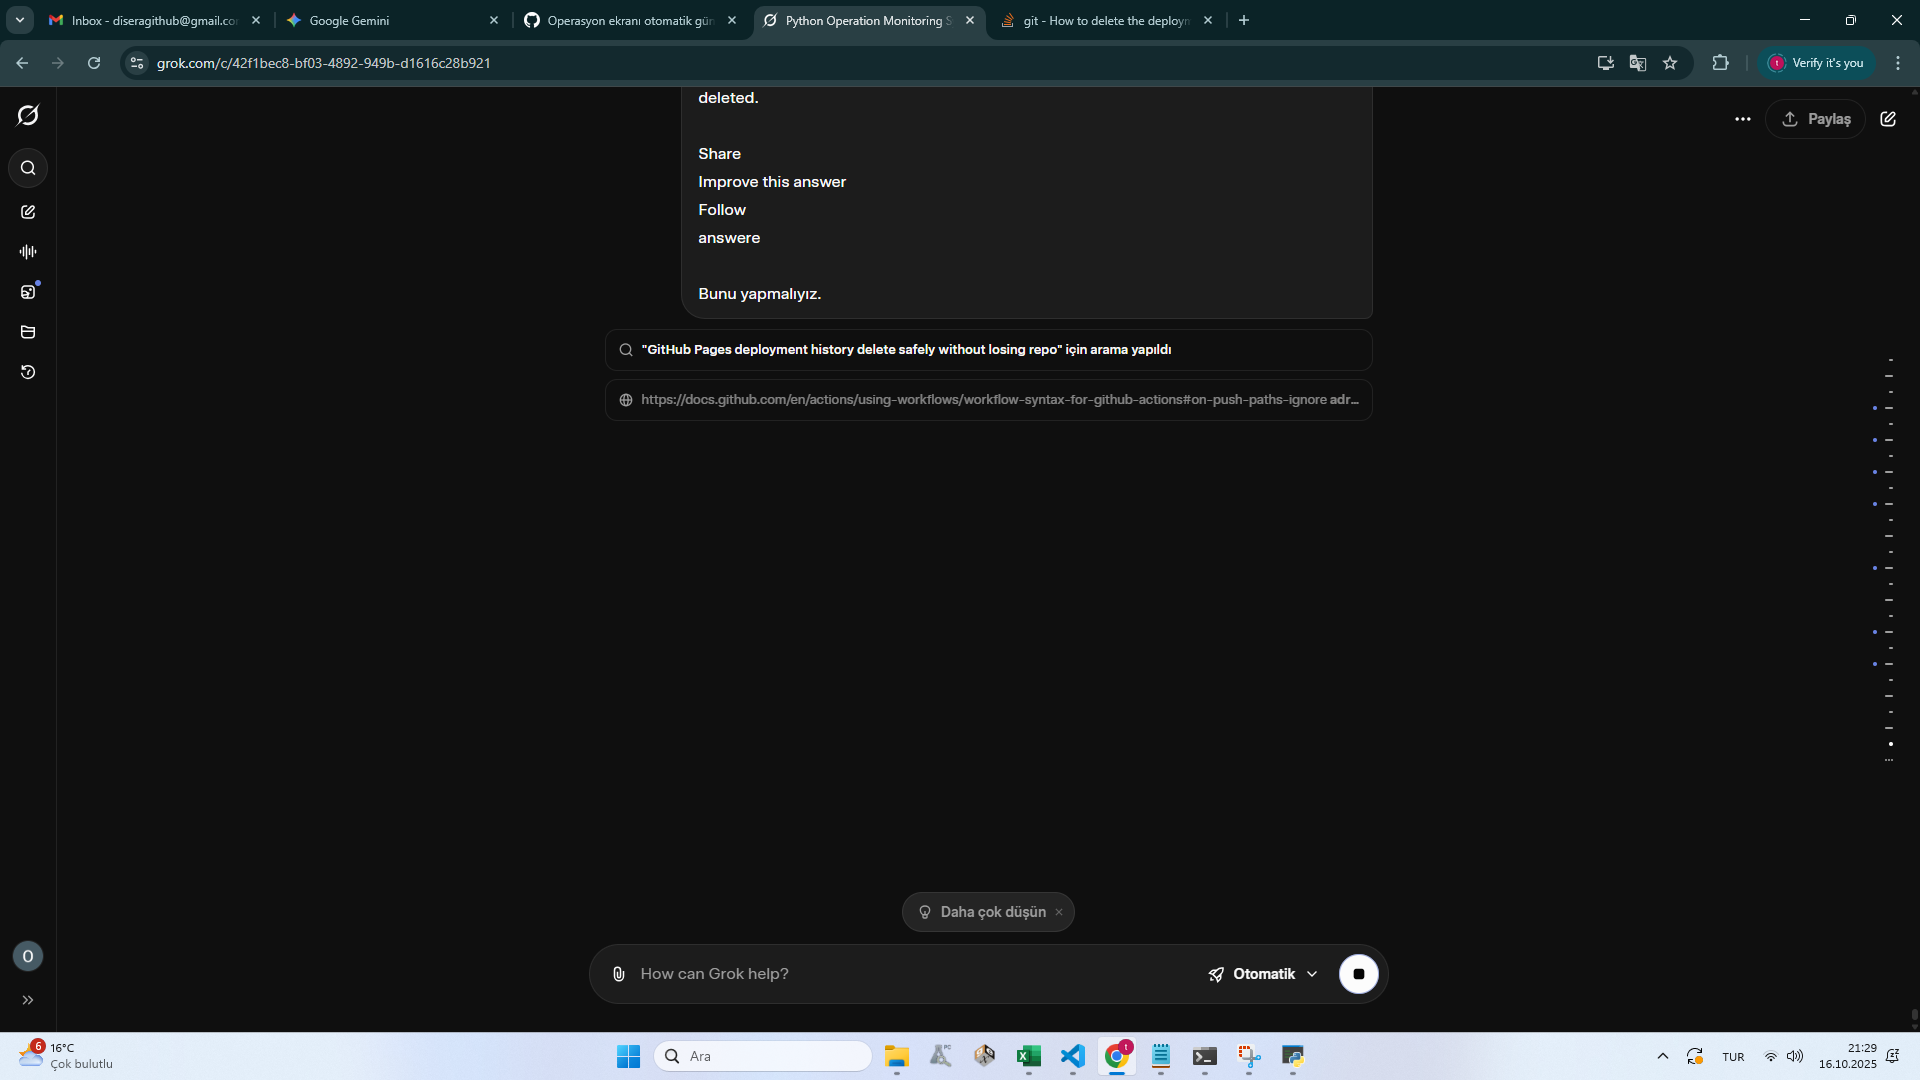 Inbox - diseragithub@gmail.co
Google Gemini
Operasyon ekranı otomatik gün
Python Operation Monitoring S
git - How to delete the deploym
grok.com/c/42f1bec8-bf03-4892-949b-d1616c28b921
t
Verify it's you
deleted.
Paylaş
Share
Improve this answer
Follow
answere
Bunu yapmalıyız.
"GitHub Pages deployment history delete safely without losing repo" için arama yapıldı
https://docs.github.com/en/actions/using-workflows/workflow-syntax-for-github-actions#on-push-paths-ignore adr...
Daha çok düşün
O
How can Grok help?
Otomatik
6
16°C
Çok bulutlu
Ara
PC
t
TUR
21:29
16.10.2025